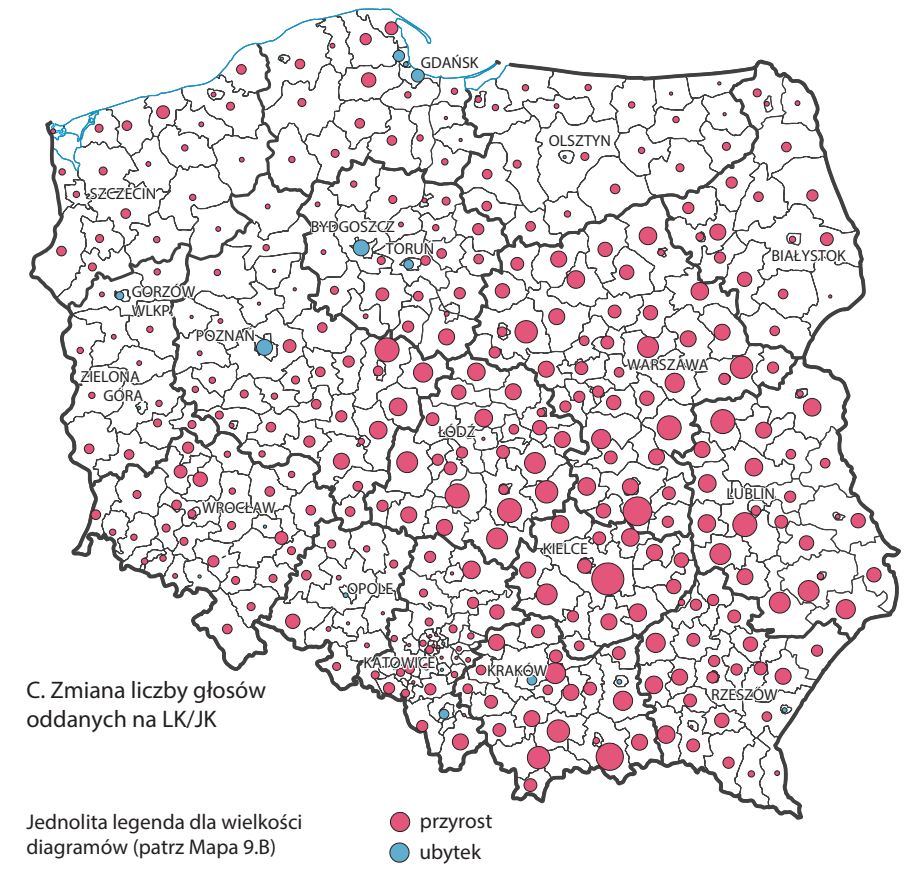 GDAŃSK
OLSZTYN
SZCZECIN
BYDGOSZCZ
TORUŃ
BIAŁYSTOK
GORZÓW
WLKP.
POZNAŃ
WARSZAWA
ZIELONA
GÓRA
ŁÓDŹ
LUBLIN
WROCŁAW
KIELCE
OPOLE
KATOWICE
KRAKÓW
RZESZÓW
C. Zmiana liczby głosów
oddanych na LK/JK
Jednolita legenda dla wielkości
diagramów (patrz Mapa 9.B)
przyrost
ubytek